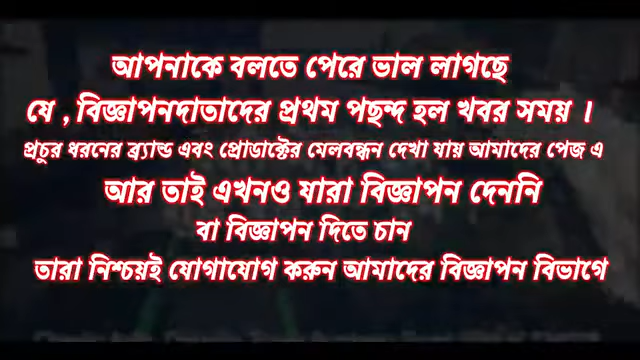 আপনাকে বলতে পেরে ভাল লাগছে
যে , বিজ্ঞাপনদাতাদের প্রথম পছন্দ হল খবর সময় ।
প্রচুর ধরনের ব্র্যান্ড এবং প্রোডাক্টের মেলবন্ধন দেখা যায় আমাদের পেজ এ
আর তাই এখনও যারা বিজ্ঞাপন দেননি
বা বিজ্ঞাপন দিতে চান
তারা নিশ্চয়ই যোগাযোগ করুন আমাদের বিজ্ঞাপন বিভাগে